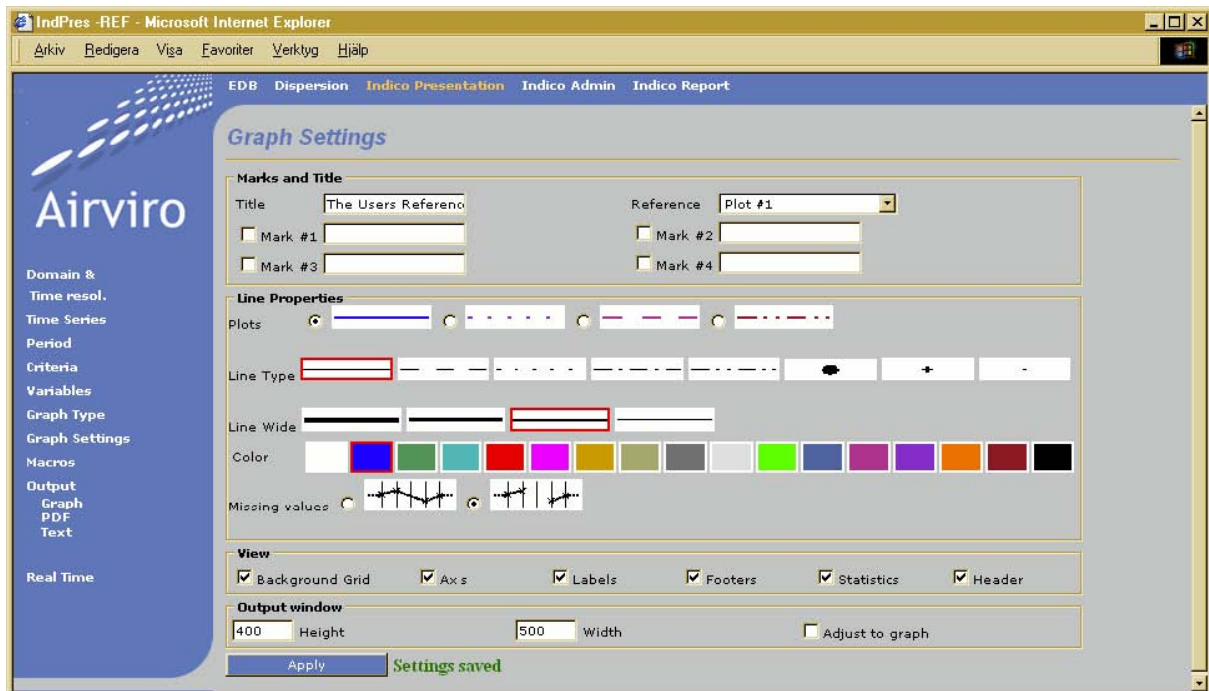 IndPres -REF - Microsoft Internet Explorer
Arkiv Redigera Visa Favoriter Verktyg Hjälp
EDB Dispersion Indico Presentation Indico Admin Indico Report
Airviro
Domain &
Time resol.
Time Series
Period
Criteria
Variables
Graph Type
Graph Settings
Macros
Output
Graph
PDF
Text
Real Time
Graph Settings
Marks and Title
Title The Users Referenc Reference Plot #1
Mark #1 Mark #2
Mark #3 Mark #4
Line Properties
Plots
Line Type
Line Wide
Color
Missing values
View
Background Grid Axis Labels Footers Statistics Header
Output window
400 Height 500 Width Adjust to graph
Apply Settings saved